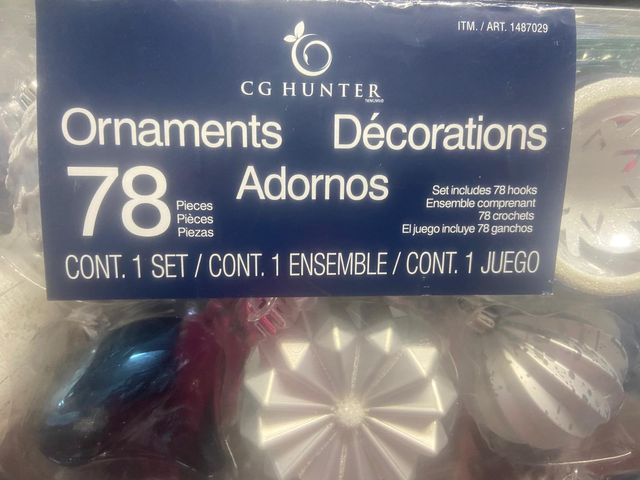 ITM. / ART. 1487029
CG HUNTER
Ornaments Décorations
Adornos
78
Pieces
Pièces
Piezas
Set includes 78 hooks
Ensemble comprenant
78 crochets
El juego incluye 78 ganchos
CONT. 1 SET / CONT. 1 ENSEMBLE / CONT. 1 JUEGO